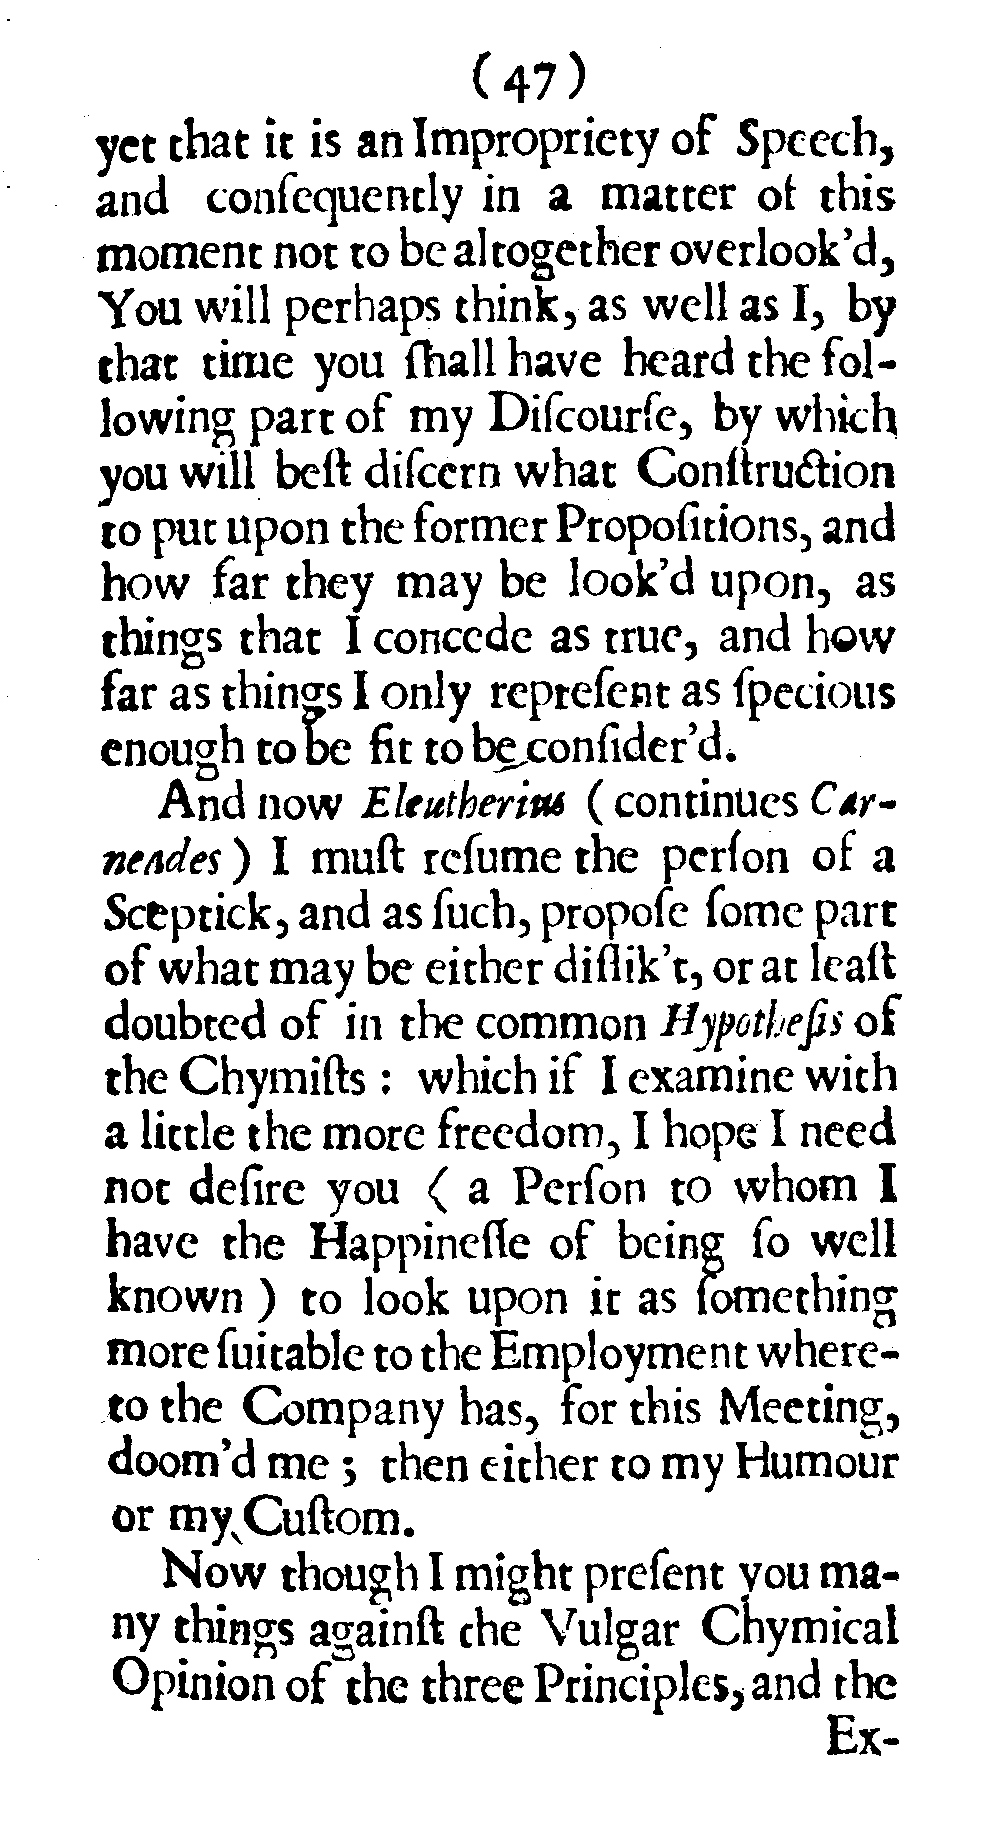 (47)
yet that it is an Impropriety of Speech,
and conſequently in a matter of this
moment not to be altogether overlook'd,
You will perhaps think, as well as I, by
that time you ſhall have heard the fol-
lowing part of my Diſcourſe, by which
you will beſt diſcern what Conſtruction
to put upon the former Propoſitions, and
how far they may be look'd upon, as
things that I concede as true, and how
far as things I only repreſent as ſpecious
enough to be fit to be conſider'd.
And now Eleutherius (continues Car-
neades) I muſt reſume the perſon of a
Sceptick, and as ſuch, propoſe ſome part
of what may be either diſlik't, or at leaſt
doubted of in the common Hypotheſis of
the Chymiſts: which if I examine with
a little the more freedom, I hope I need
not deſire you (a Perſon to whom I
have the Happineſſe of being ſo well
known) to look upon it as ſomething
more ſuitable to the Employment where-
to the Company has, for this Meeting,
doom'd me; then either to my Humour
or my Cuſtom.
Now though I might preſent you ma-
ny things againſt the Vulgar Chymical
Opinion of the three Principles, and the
Ex-